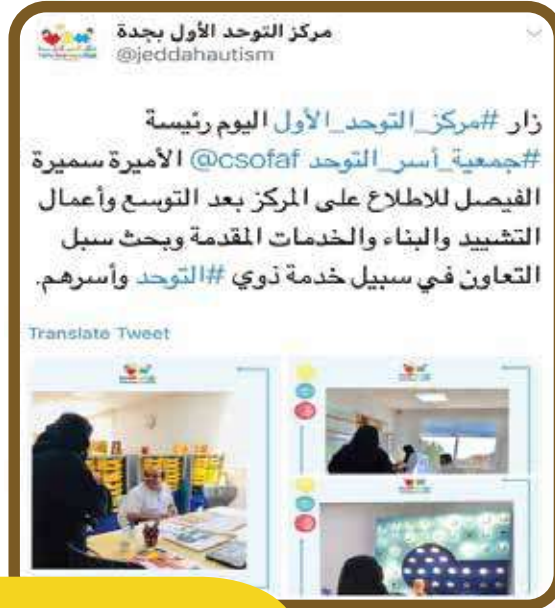 مركز التوحد الأول بجدة
@jeddahautism
زار #مركز_التوحد_الأول اليوم رئيسة
#جمعية_أسر_التوحد @csofaf الأميرة سميرة
الفيصل للاطلاع على المركز بعد التوسع وأعمال
التشييد والبناء والخدمات المقدمة وبحث سبل
التعاون في سبيل خدمة ذوي #التوحد وأسرهم.
Translate Tweet